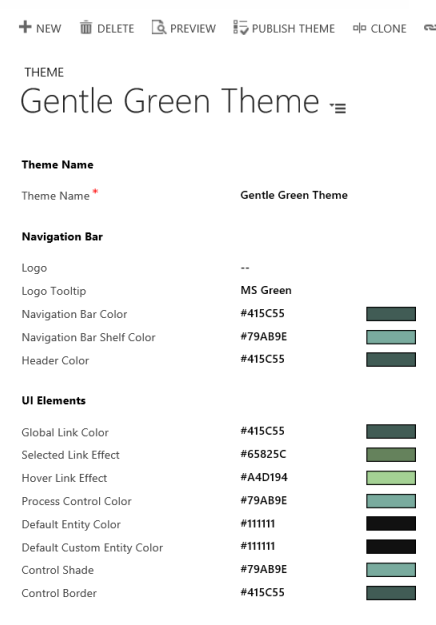 NEW DELETE PREVIEW PUBLISH THEME CLONE
THEME
Gentle Green Theme
Theme Name
Theme Name * Gentle Green Theme
Navigation Bar
Logo --
Logo Tooltip MS Green
Navigation Bar Color #415C55
Navigation Bar Shelf Color #79AB9E
Header Color #415C55
UI Elements
Global Link Color #415C55
Selected Link Effect #65825C
Hover Link Effect #A4D194
Process Control Color #79AB9E
Default Entity Color #111111
Default Custom Entity Color #111111
Control Shade #79AB9E
Control Border #415C55